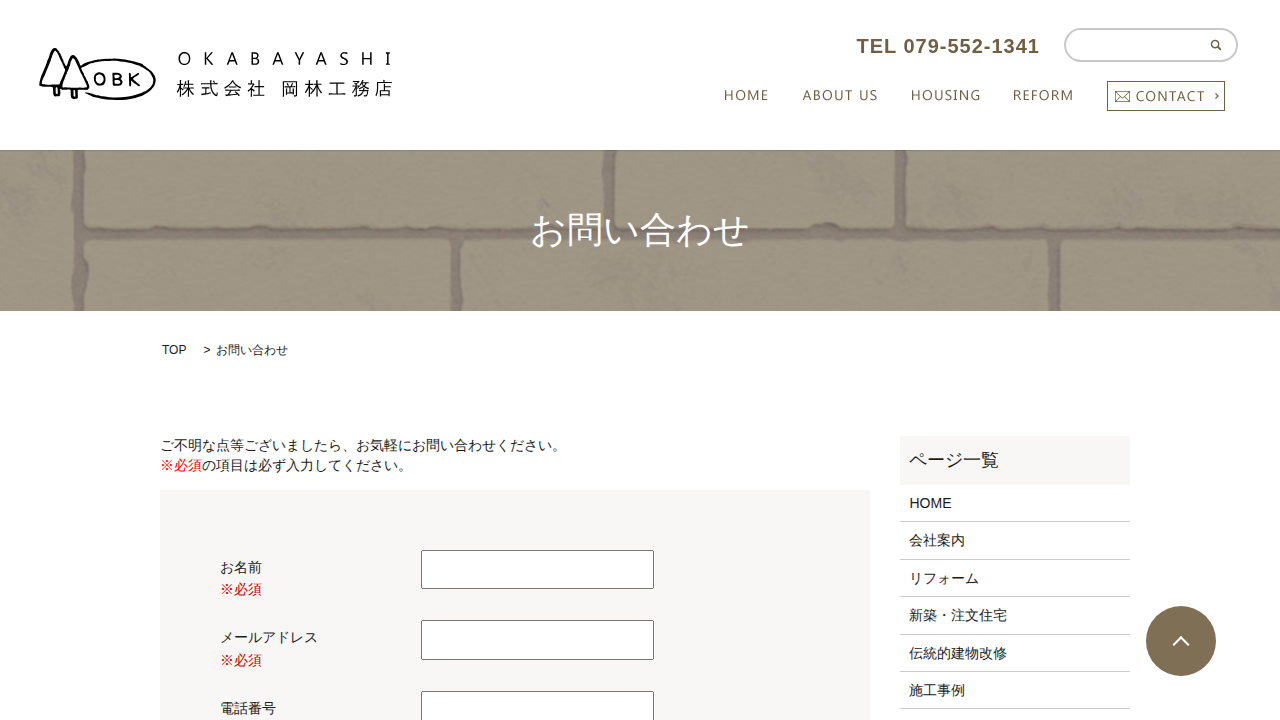 OBK
OKABAYASHI
株式会社 岡林工務店
TEL 079-552-1341
HOME ABOUT US HOUSING REFORM CONTACT
お問い合わせ
TOP > お問い合わせ
ご不明な点等ございましたら、お気軽にお問い合わせください。
※必須の項目は必ず入力してください。
お名前
※必須
メールアドレス
※必須
電話番号
ページ一覧
HOME
会社案内
リフォーム
新築・注文住宅
伝統的建物改修
施工事例